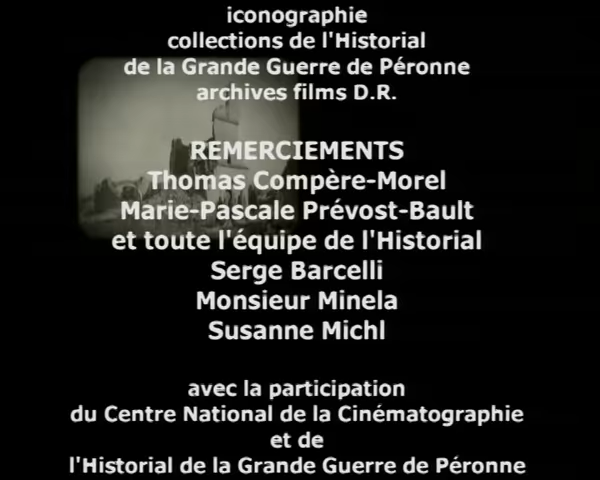 iconographie
collections de l'Historial
de la Grande Guerre de Péronne
archives films D.R.
REMERCIEMENTS
Thomas Compère-Morel
Marie-Pascale Prévost-Bault
et toute l'équipe de l'Historial
Serge Barcelli
Monsieur Minela
Susanne Michl
avec la participation
du Centre National de la Cinématographie
et de
l'Historial de la Grande Guerre de Péronne